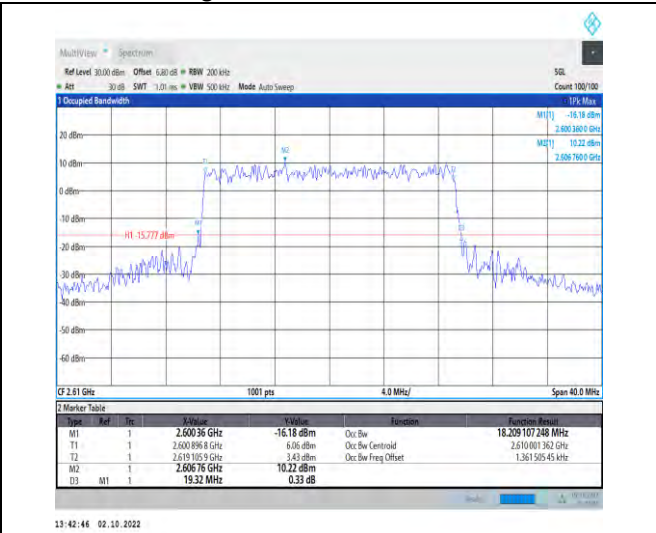 MultiView Spectrum
Ref Level 30.00 dBm Offset 6.80 dB RBW 200 kHz SGL
Att 30 dB SWT 1.01 ms VBW 500 kHz Mode Auto Sweep Count 100/100
1 Occupied Bandwidth 1Pk Max
M1[1] -16.18 dBm
2.600 3600 GHz
M2[1] 10.22 dBm
2.606 7600 GHz
20 dBm
M2
10 dBm
T1
0 dBm
-10 dBm
M1
H1 -15.777 dBm
D3
-20 dBm
-30 dBm
-40 dBm
-50 dBm
-60 dBm
CF 2.61 GHz 1001 pts 4.0 MHz/ Span 40.0 MHz
2 Marker Table
Type Ref Trc X-Value Y-Value Function Function Result
M1 1 2.600 36 GHz -16.18 dBm Occ Bw 18.209 107 248 MHz
T1 1 2.600 896 8 GHz 6.06 dBm Occ Bw Centroid 2.610 001 362 GHz
T2 1 2.619 105 9 GHz 3.43 dBm Occ Bw Freq Offset 1.361 505 45 kHz
M2 1 2.606 76 GHz 10.22 dBm
D3 M1 1 19.32 MHz 0.33 dB
13:42:46 02.10.2022